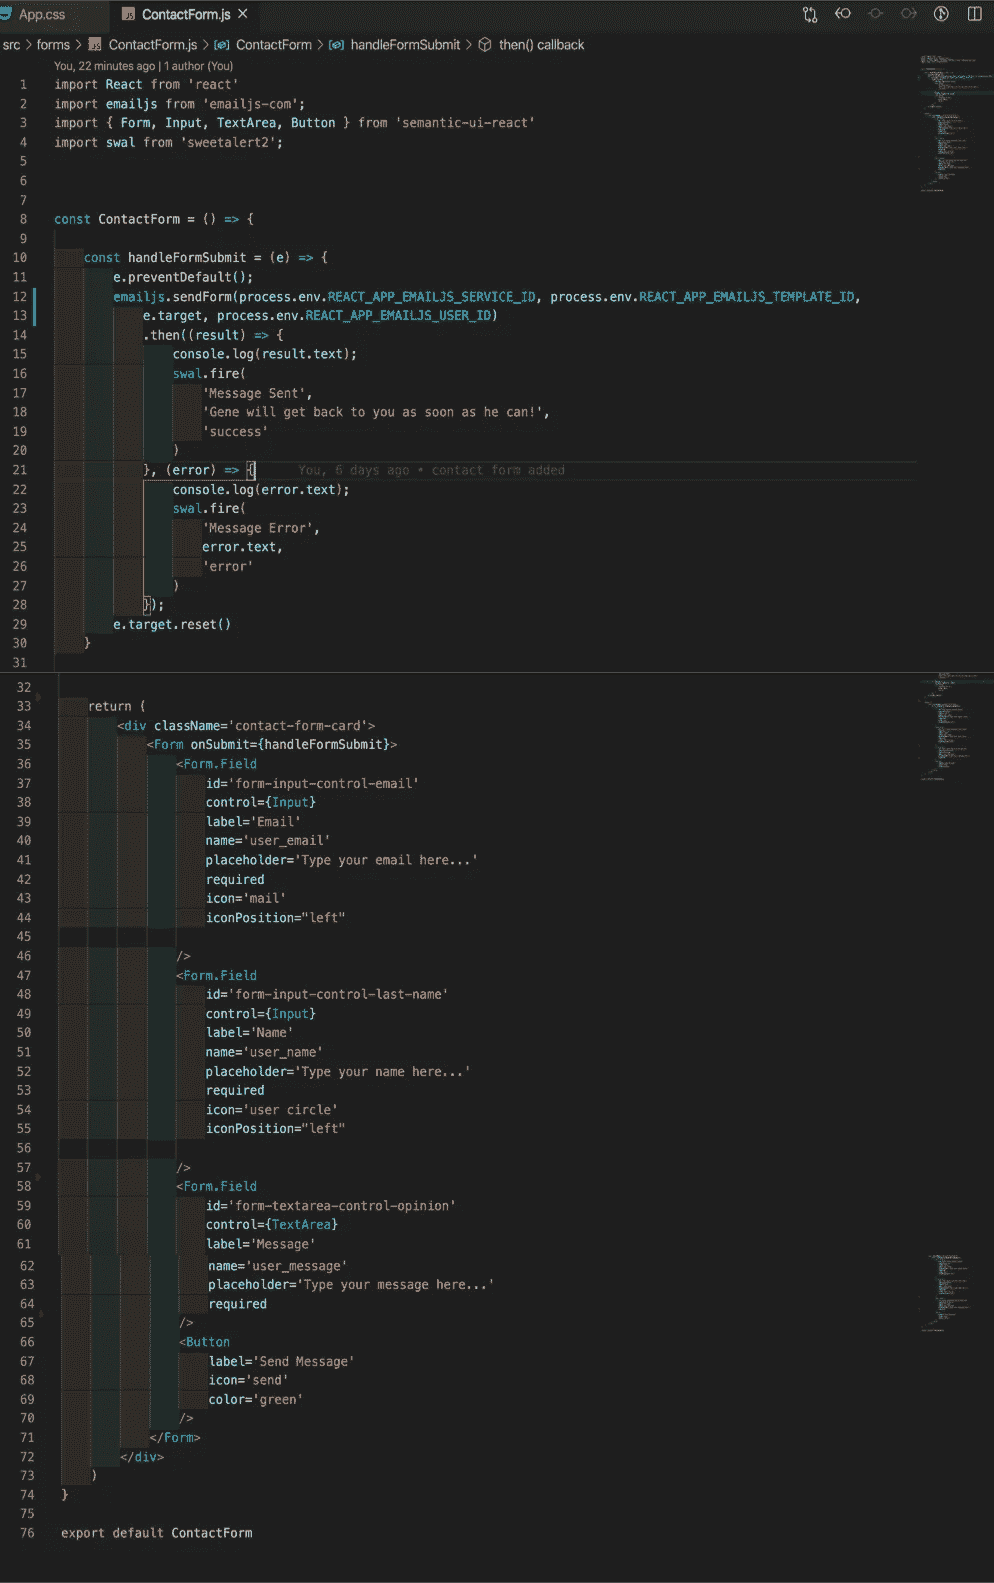 App.css
ContactForm.js
src > forms > ContactForm.js > ContactForm > handleFormSubmit > then() callback
You, 22 minutes ago | 1 author (You)
1 import React from 'react'
2 import emailjs from 'emailjs-com';
3 import { Form, Input, TextArea, Button } from 'semantic-ui-react'
4 import swal from 'sweetalert2';
5
6
7
8 const ContactForm = () => {
9
10 const handleFormSubmit = (e) => {
11 e.preventDefault();
12 emailjs.sendForm(process.env.REACT_APP_EMAILJS_SERVICE_ID, process.env.REACT_APP_EMAILJS_TEMPLATE_ID,
13 e.target, process.env.REACT_APP_EMAILJS_USER_ID)
14 .then((result) => {
15 console.log(result.text);
16 swal.fire(
17 'Message Sent',
18 'Gene will get back to you as soon as he can!',
19 'success'
20 )
21 }, (error) => { You, 6 days ago • contact form added
22 console.log(error.text);
23 swal.fire(
24 'Message Error',
25 error.text,
26 'error'
27 )
28 });
29 e.target.reset()
30 }
31
32
33 return (
34 <div className='contact-form-card'>
35 <Form onSubmit={handleFormSubmit}>
36 <Form.Field
37 id='form-input-control-email'
38 control={Input}
39 label='Email'
40 name='user_email'
41 placeholder='Type your email here...'
42 required
43 icon='mail'
44 iconPosition="left"
45
46 />
47 <Form.Field
48 id='form-input-control-last-name'
49 control={Input}
50 label='Name'
51 name='user_name'
52 placeholder='Type your name here...'
53 required
54 icon='user circle'
55 iconPosition="left"
56
57 />
58 <Form.Field
59 id='form-textarea-control-opinion'
60 control={TextArea}
61 label='Message'
62 name='user_message'
63 placeholder='Type your message here...'
64 required
65 />
66 <Button
67 label='Send Message'
68 icon='send'
69 color='green'
70 />
71 </Form>
72 </div>
73 )
74 }
75
76 export default ContactForm